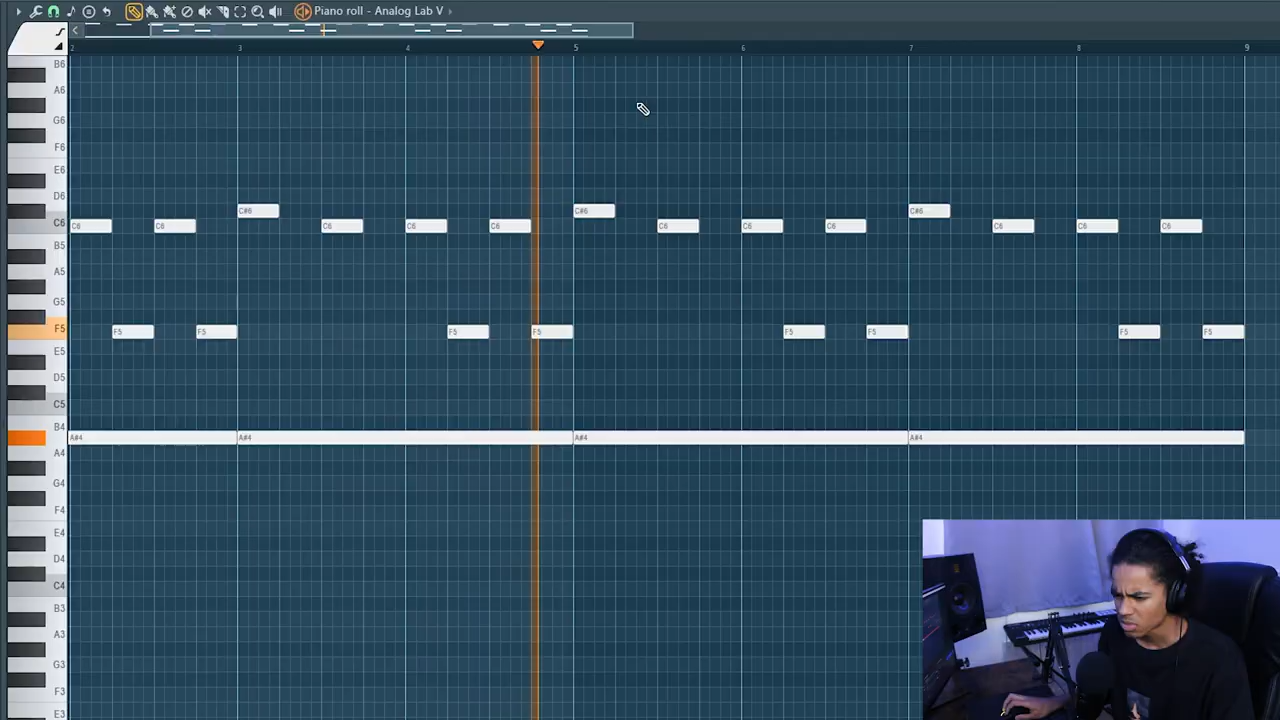 Piano roll - Analog Lab V
2 3 4 5 6 7 8 9
B6
A6
G6
F6
E6
D6
C#6 C#6 C#6
C6 C6 C6 C6 C6 C6 C6 C6 C6 C6 C6 C6
B5
A5
G5
F5 F5 F5 F5 F5 F5 F5 F5 F5
E5
D5
C5
B4
A#4 A#4 A#4 A#4
A4
G4
F4
E4
D4
C4
B3
A3
G3
F3
E3